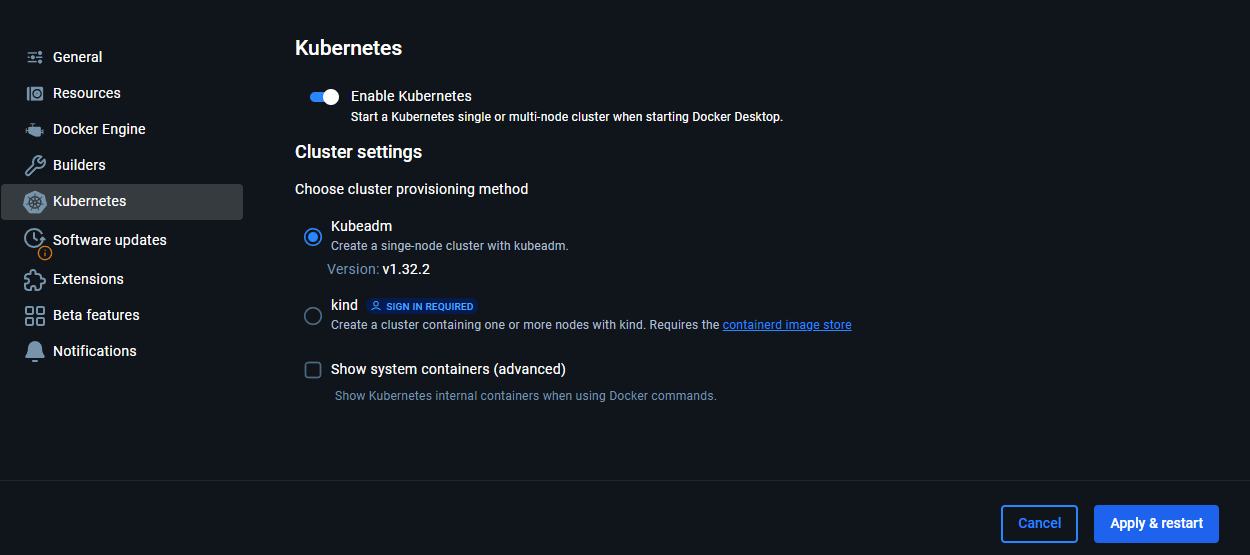 General
Resources
Docker Engine
Builders
Kubernetes
Software updates
Extensions
Beta features
Notifications
Kubernetes
Enable Kubernetes
Start a Kubernetes single or multi-node cluster when starting Docker Desktop.
Cluster settings
Choose cluster provisioning method
Kubeadm
Create a singe-node cluster with kubeadm.
Version: v1.32.2
kind SIGN IN REQUIRED
Create a cluster containing one or more nodes with kind. Requires the containerd image store
Show system containers (advanced)
Show Kubernetes internal containers when using Docker commands.
Cancel Apply & restart